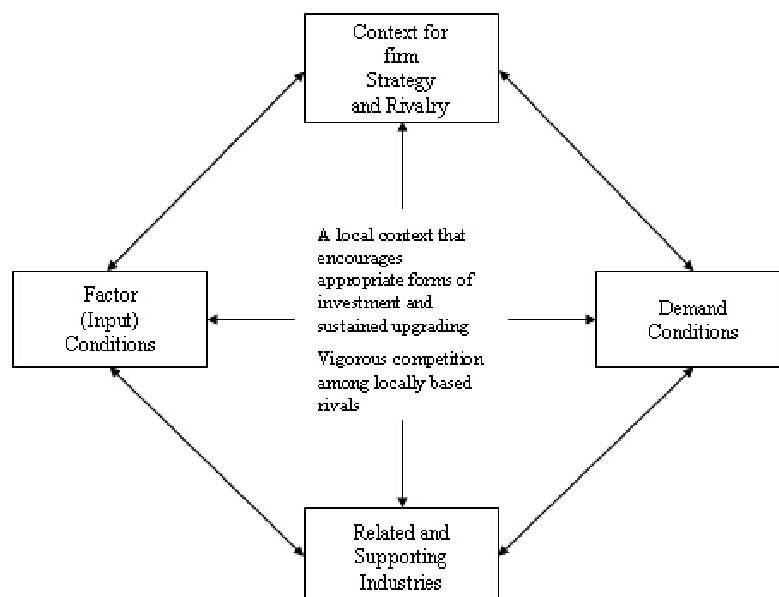 Context for
firm
Strategy
and Rivalry
A local context that
encourages
appropriate forms of
investment and
sustained upgrading
Vigorous competition
among locally based
rivals
Factor
(Input)
Conditions
Demand
Conditions
Related and
Supporting
Industries